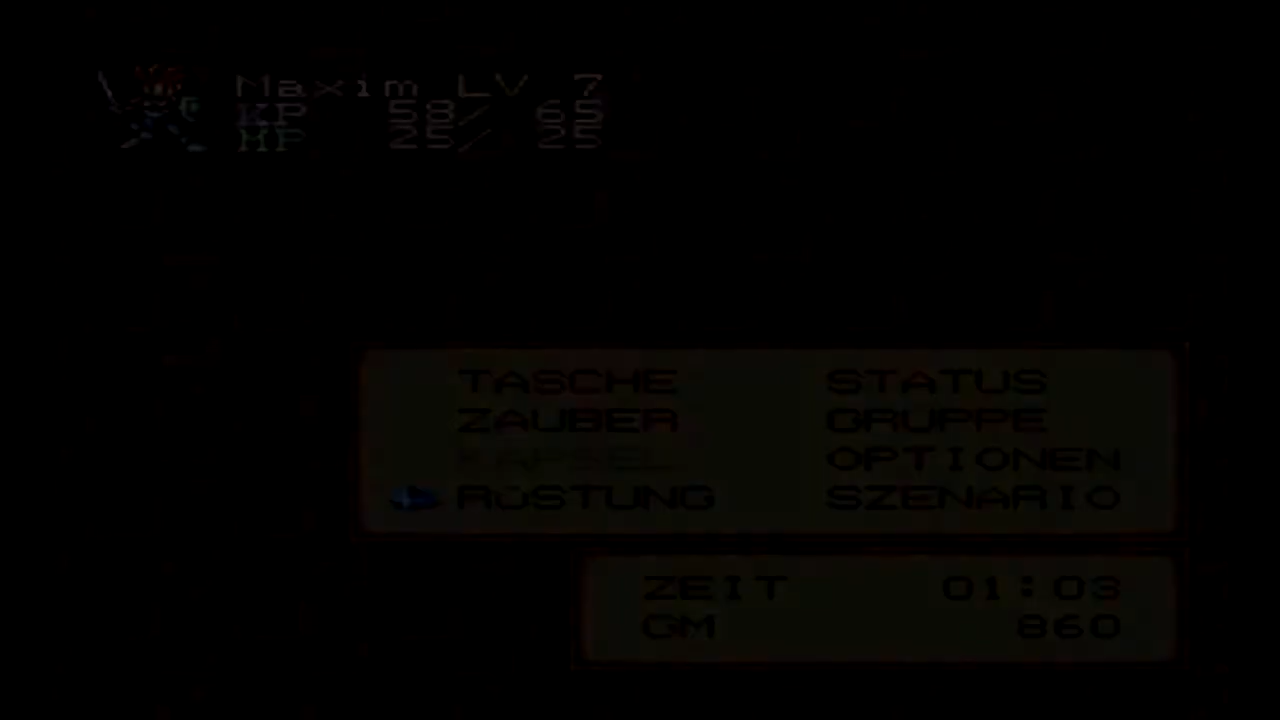 Maxim LV 7
KP 58/ 65
MP 25/ 25
TASCHE STATUS
ZAUBER GRUPPE
KAPSEL OPTIONEN
RÜSTUNG SZENARIO
ZEIT 01:03
GM 860